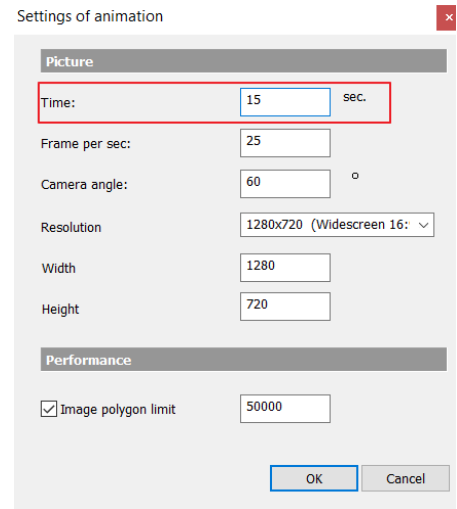 Settings of animation
Picture
Time: 15 sec.
Frame per sec: 25
Camera angle: 60 o
Resolution 1280x720 (Widescreen 16:
Width 1280
Height 720
Performance
Image polygon limit 50000
OK Cancel